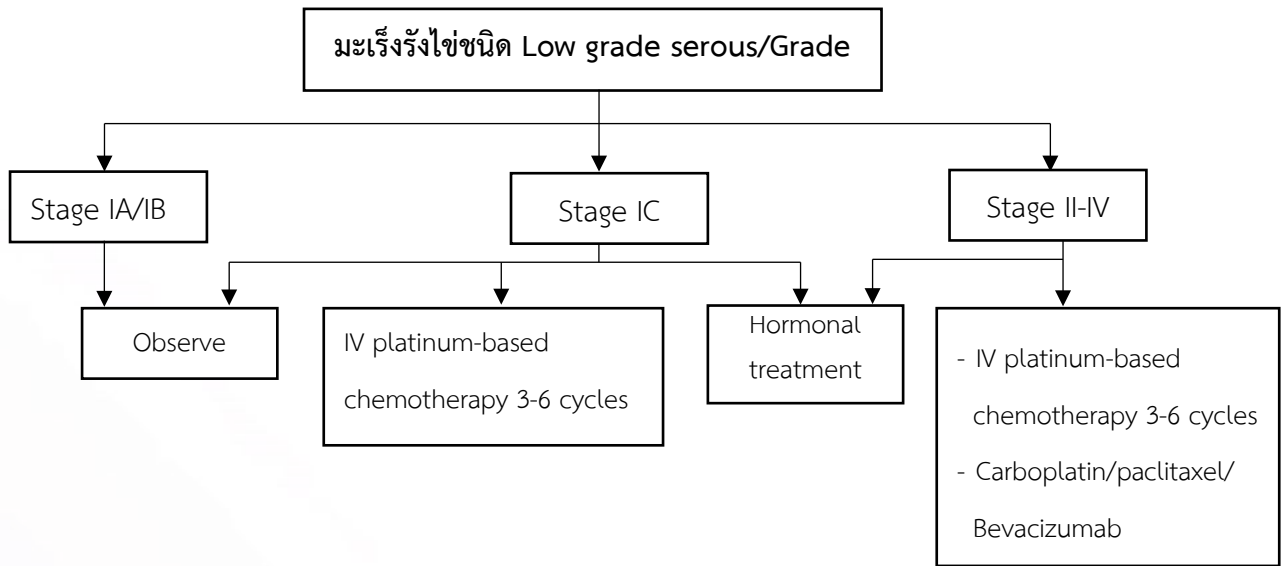 มะเร็งรังไข่ชนิด Low grade serous/Grade
Stage IA/IB
Stage IC
Stage II-IV
Observe
IV platinum-based
chemotherapy 3-6 cycles
Hormonal
treatment
- IV platinum-based
chemotherapy 3-6 cycles
- Carboplatin/paclitaxel/
Bevacizumab